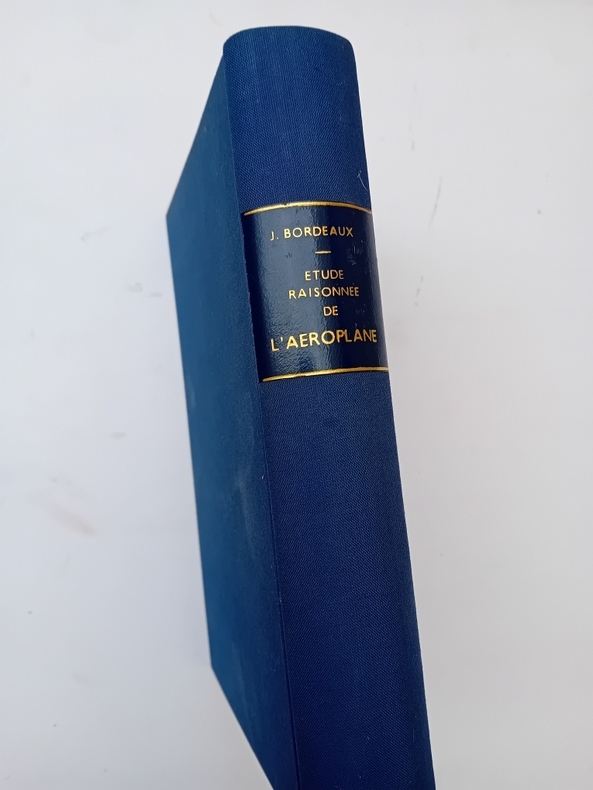 J. BORDEAUX
ETUDE
RAISONNEE
DE
L'AEROPLANE